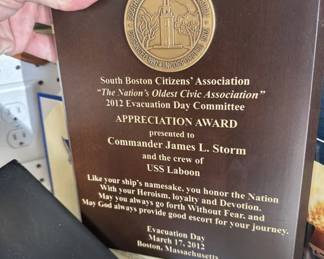 South Boston Citizens' Association
"The Nation's Oldest Civic Association"
2012 Evacuation Day Committee
APPRECIATION AWARD
presented to
Commander James L. Storm
and the crew of
USS Laboon
Like your ship's namesake, you honor the Nation
With your Heroism, loyalty and Devotion.
May you always go forth Without Fear, and
May God always provide good escort for your journey.
Evacuation Day
March 17, 2012
Boston, Massachusetts